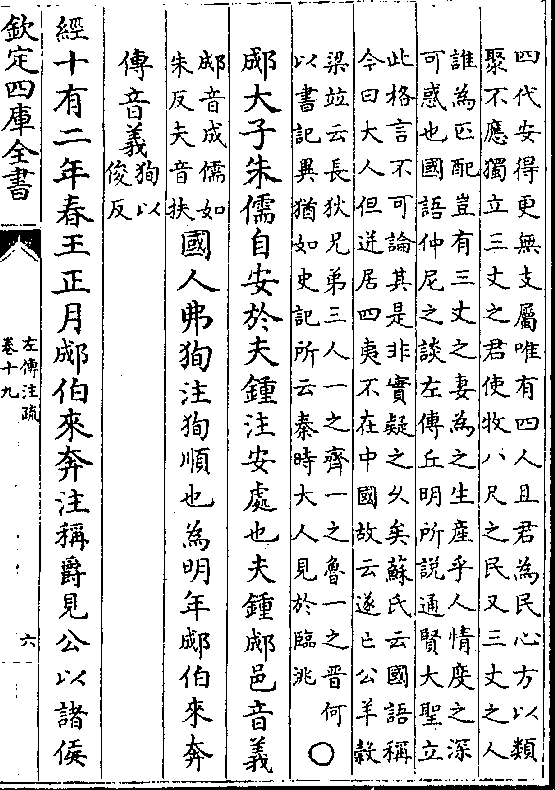 四代安得更無支屬唯有四人且君為民心方以類
聚不應獨立三丈之君使牧八尺之民又三丈之人
誰為匹配豈有三丈之妻為之生產乎人情度之深
可惑也國語仲尼之談左傳丘明所説通賢大聖立
此格言不可論其是非實疑之久矣蘇氏云國語稱
今曰大人但迸居四夷不在中國故云遂亡公羊榖
梁竝云長狄兄弟三人一之齊一之魯一之晉何
以書記異猶如史記所云秦時大人見於臨洮〇
郕大子朱儒自安於夫鍾注安處也夫鍾郕邑音義
郕音成儒如
朱反夫音扶
國人弗狥注狥順也為明年郕伯來奔
傳音義
狥以
俊反
經十有二年春王正月郕伯來奔注稱爵見公以諸侯
欽定四庫全書
左傳注疏
卷十九
六